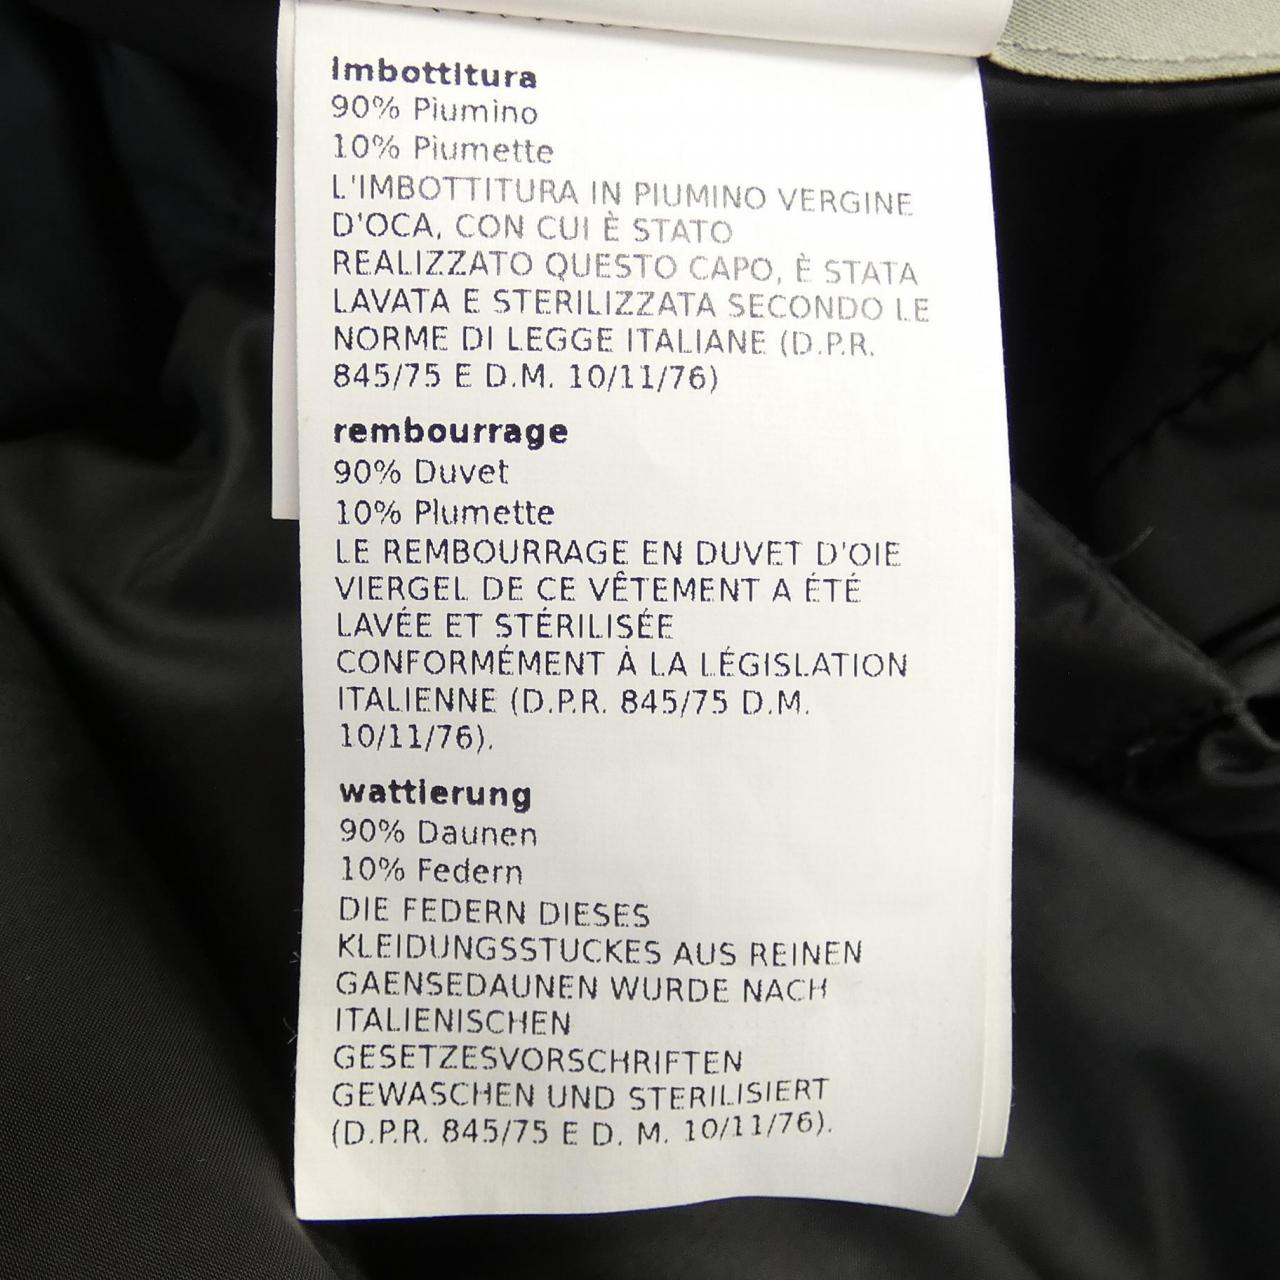 imbottitura
90% Piumino
10% Piumette
L'IMBOTTITURA IN PIUMINO VERGINE
D'OCA, CON CUI È STATO
REALIZZATO QUESTO CAPO, È STATA
LAVATA E STERILIZZATA SECONDO LE
NORME DI LEGGE ITALIANE (D.P.R.
845/75 E D.M. 10/11/76)
rembourrage
90% Duvet
10% Plumette
LE REMBOURRAGE EN DUVET D'OIE
VIERGEL DE CE VÊTEMENT A ÉTÉ
LAVÉE ET STÉRILISÉE
CONFORMÉMENT À LA LÉGISLATION
ITALIENNE (D.P.R. 845/75 D.M.
10/11/76).
wattierung
90% Daunen
10% Federn
DIE FEDERN DIESES
KLEIDUNGSSTUCKES AUS REINEN
GAENSEDAUNEN WURDE NACH
ITALIENISCHEN
GESETZESVORSCHRIFTEN
GEWASCHEN UND STERILISIERT
(D.P.R. 845/75 E D. M. 10/11/76).